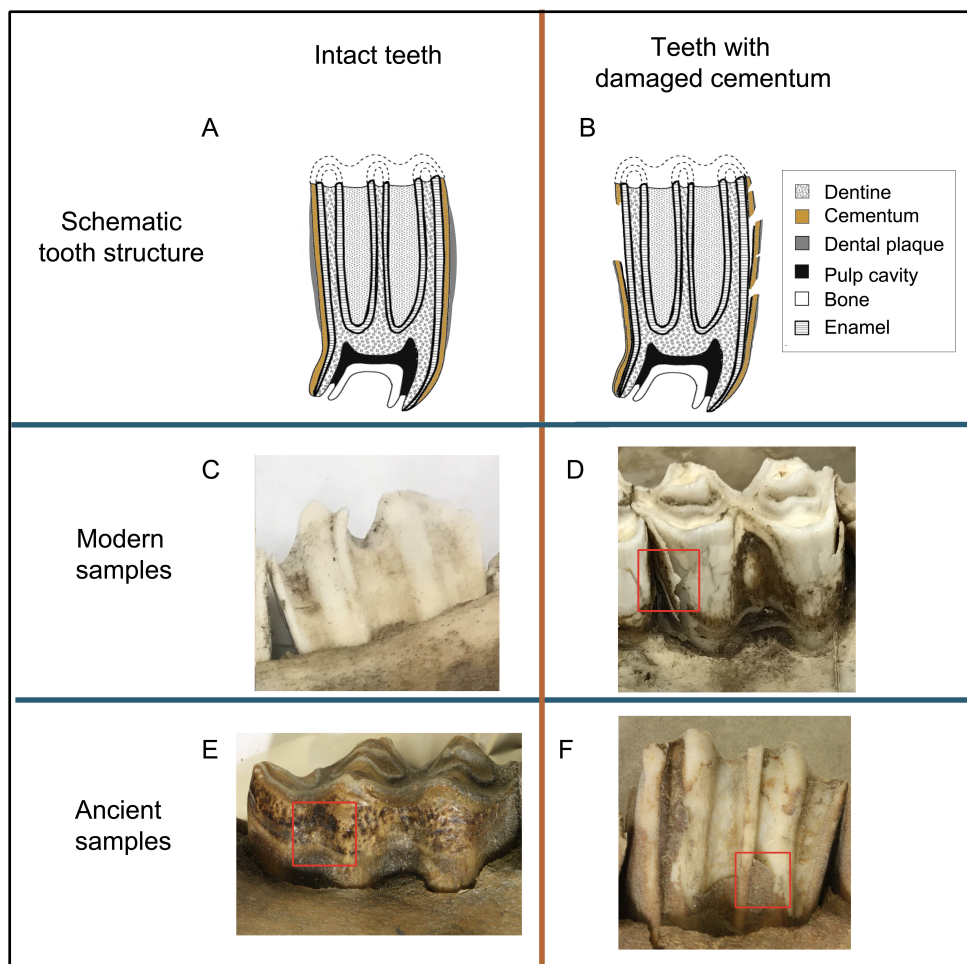 Intact teeth
Teeth with
damaged cementum
A
B
Schematic
tooth structure
Dentine
Cementum
Dental plaque
Pulp cavity
Bone
Enamel
C
D
Modern
samples
E
F
Ancient
samples